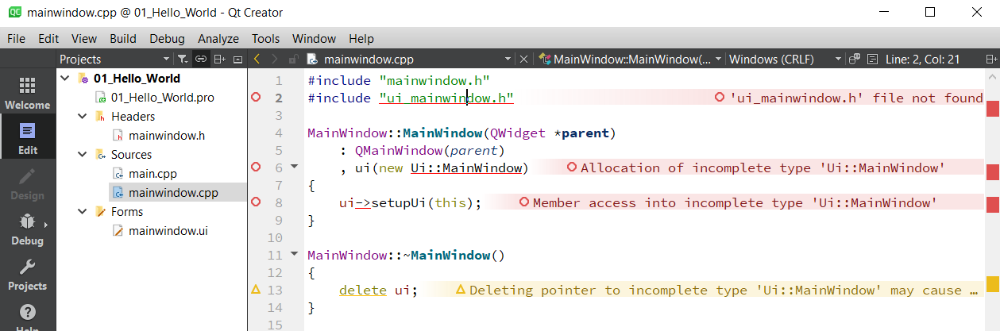 QC mainwindow.cpp @ 01_Hello_World - Qt Creator
File Edit View Build Debug Analyze Tools Window Help
Projects mainwindow.cpp MainWindow::MainWindow(... Windows (CRLF) Line: 2, Col: 21
Welcome
Edit
Design
Debug
Projects
Help
01_Hello_World
01_Hello_World.pro
Headers
mainwindow.h
Sources
main.cpp
mainwindow.cpp
Forms
mainwindow.ui
1 #include "mainwindow.h"
2 #include "ui_mainwindow.h" 'ui_mainwindow.h' file not found
3
4 MainWindow::MainWindow(QWidget *parent)
5 : QMainWindow(parent)
6 , ui(new Ui::MainWindow) Allocation of incomplete type 'Ui::MainWindow'
7 {
8 ui->setupUi(this); Member access into incomplete type 'Ui::MainWindow'
9 }
10
11 MainWindow::~MainWindow()
12 {
13 delete ui; Deleting pointer to incomplete type 'Ui::MainWindow' may cause …
14 }
15